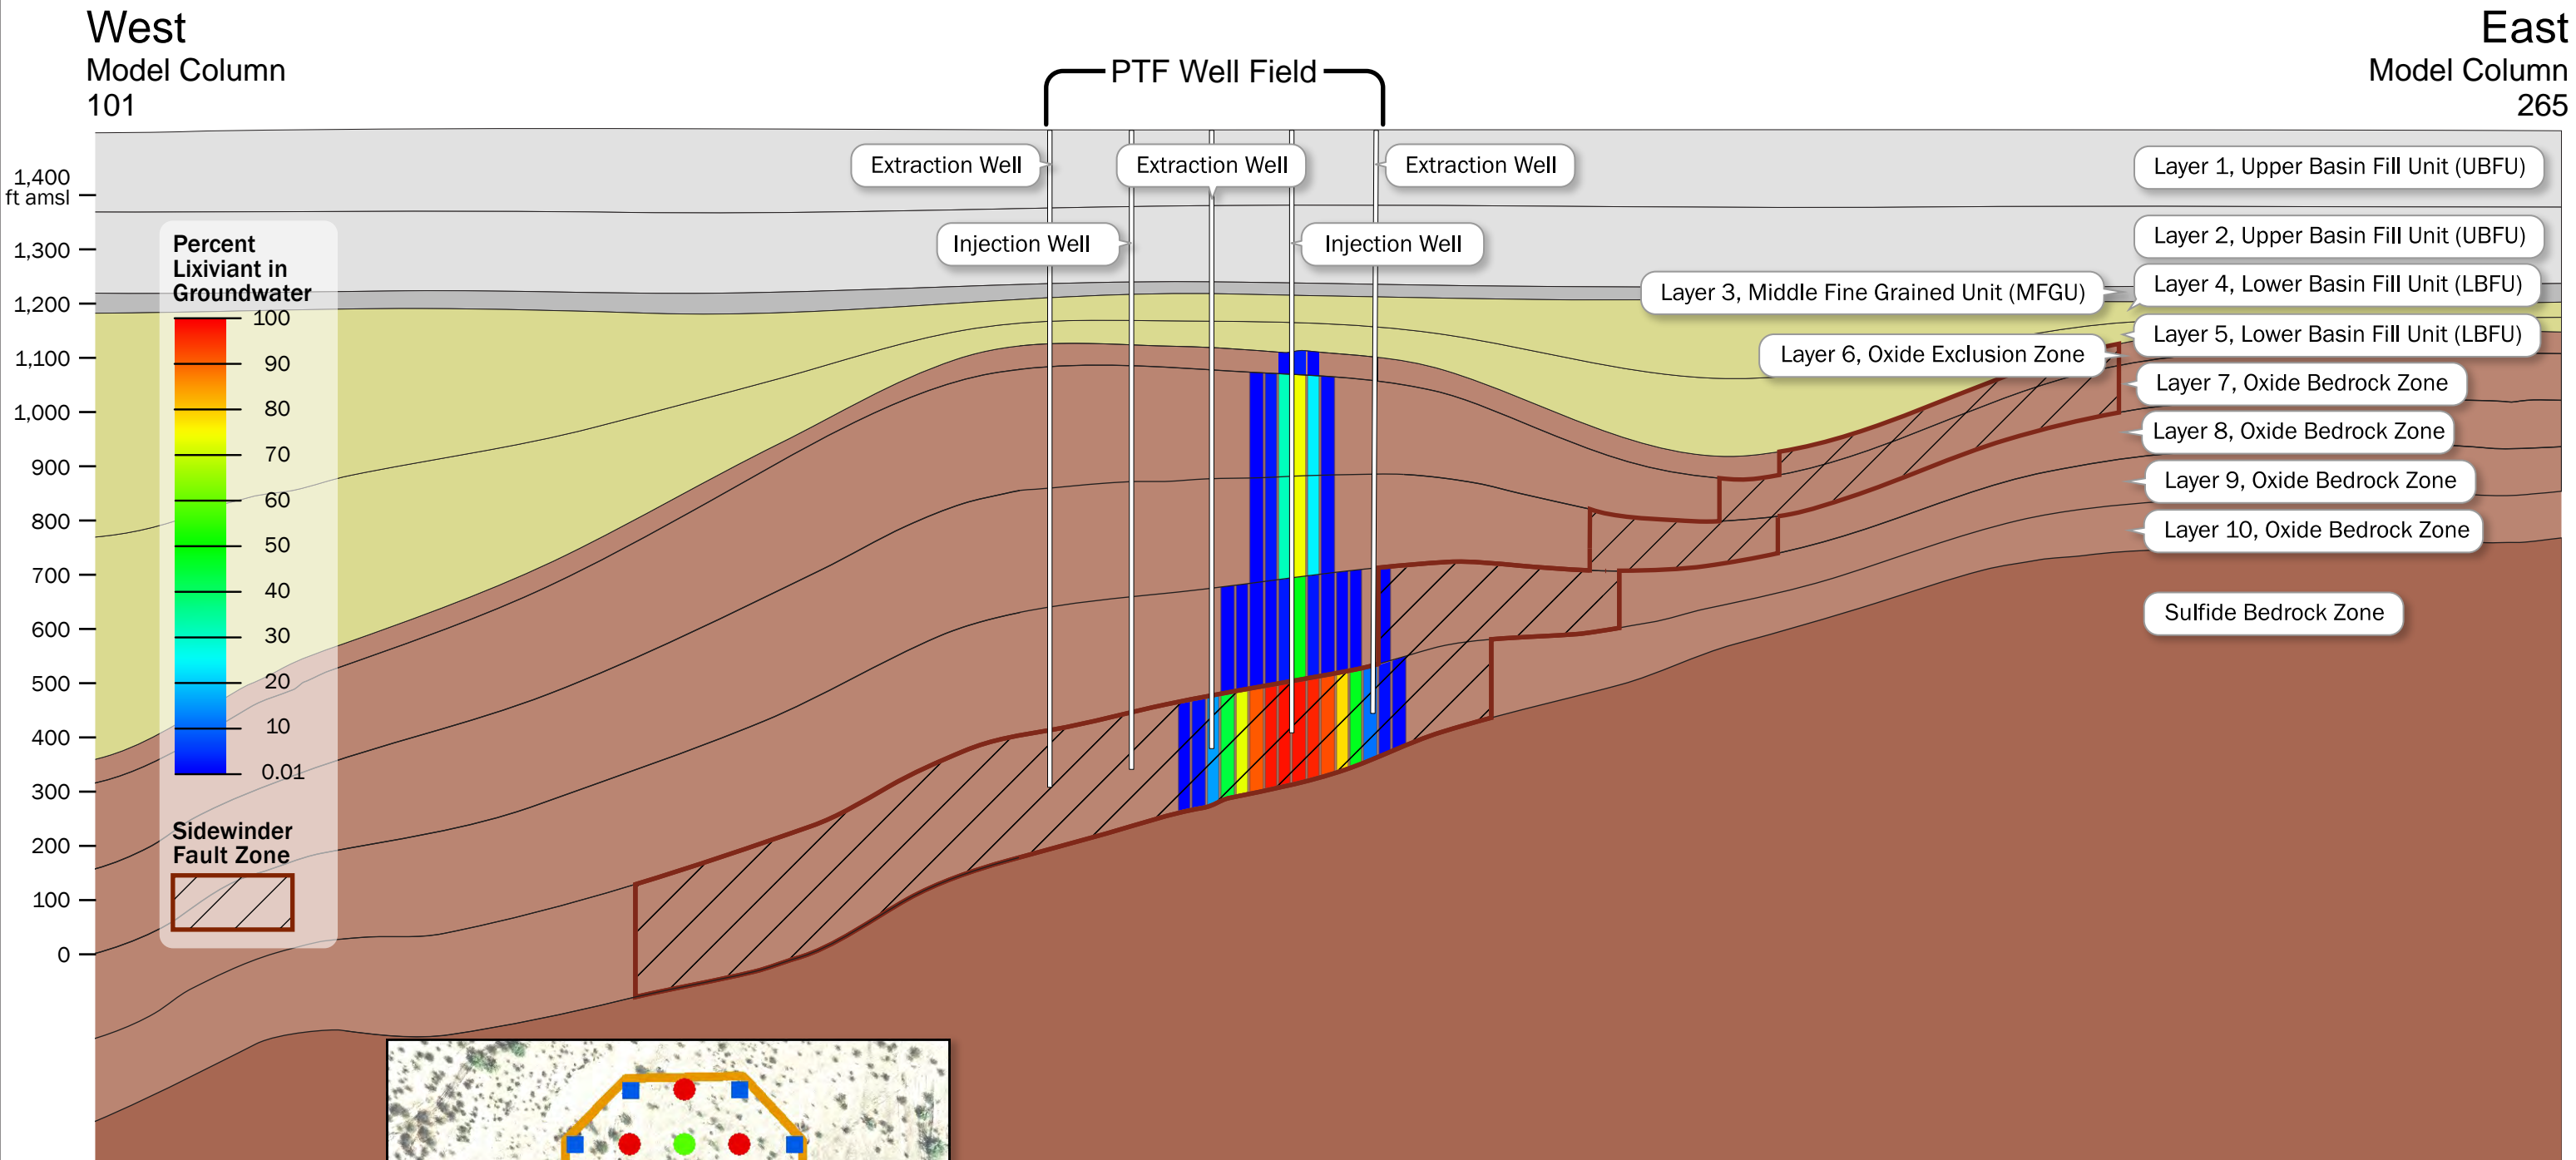 West
Model Column
101
East
Model Column
265
PTF Well Field
Extraction Well
Extraction Well
Extraction Well
Injection Well
Injection Well
Layer 1, Upper Basin Fill Unit (UBFU)
Layer 2, Upper Basin Fill Unit (UBFU)
Layer 3, Middle Fine Grained Unit (MFGU)
Layer 4, Lower Basin Fill Unit (LBFU)
Layer 5, Lower Basin Fill Unit (LBFU)
Layer 6, Oxide Exclusion Zone
Layer 7, Oxide Bedrock Zone
Layer 8, Oxide Bedrock Zone
Layer 9, Oxide Bedrock Zone
Layer 10, Oxide Bedrock Zone
Sulfide Bedrock Zone
1,400
ft amsl
1,300
1,200
1,100
1,000
900
800
700
600
500
400
300
200
100
0
Percent
Lixiviant in
Groundwater
100
90
80
70
60
50
40
30
20
10
0.01
Sidewinder
Fault Zone